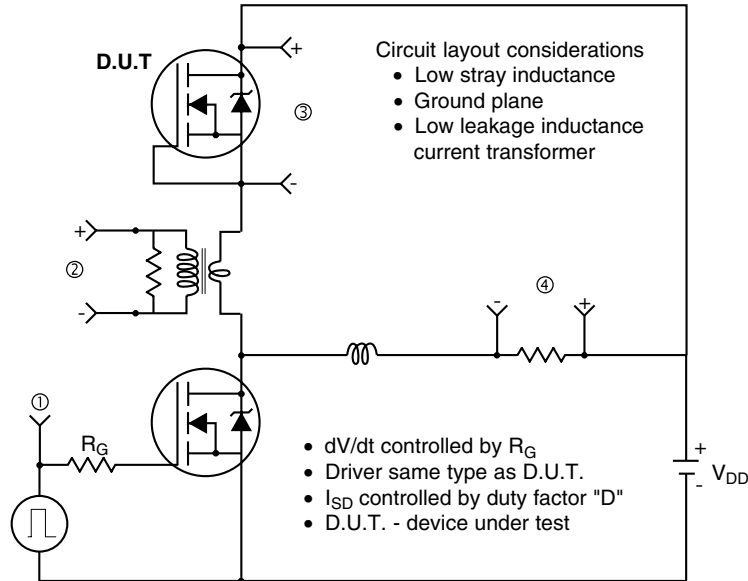 D.U.T
+
Circuit layout considerations
• Low stray inductance
③
• Ground plane
• Low leakage inductance
current transformer
-
+
②
-
④
- +
①
R_G
• dV/dt controlled by R_G
• Driver same type as D.U.T.
• I_SD controlled by duty factor "D"
• D.U.T. - device under test
+
V_DD
-